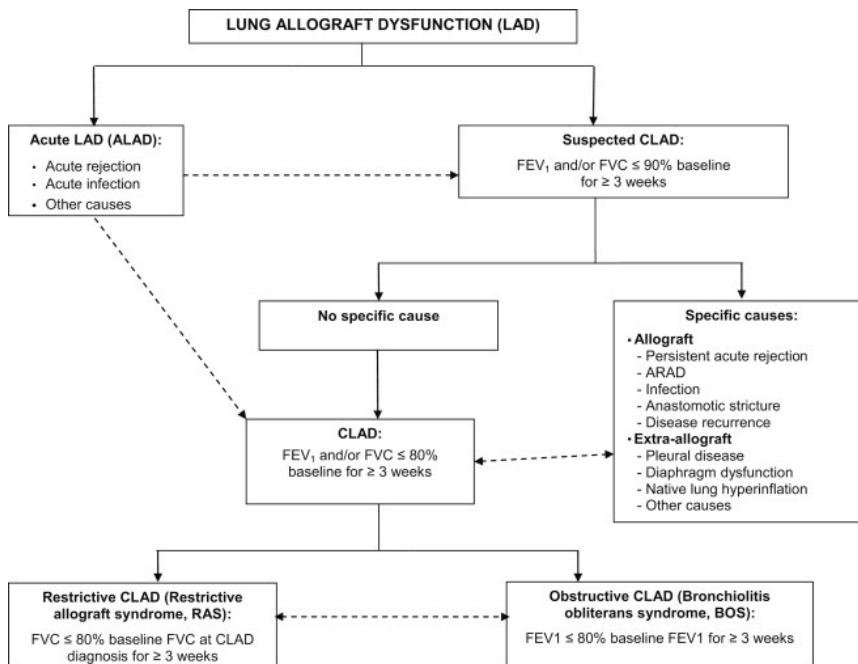 LUNG ALLOGRAFT DYSFUNCTION (LAD)
Acute LAD (ALAD):
• Acute rejection
• Acute infection
• Other causes
Suspected CLAD:
FEV₁ and/or FVC ≤ 90% baseline
for ≥ 3 weeks
No specific cause
Specific causes:
• Allograft
- Persistent acute rejection
- ARAD
- Infection
- Anastomotic stricture
- Disease recurrence
• Extra-allograft
- Pleural disease
- Diaphragm dysfunction
- Native lung hyperinflation
- Other causes
CLAD:
FEV₁ and/or FVC ≤ 80%
baseline for ≥ 3 weeks
Restrictive CLAD (Restrictive
allograft syndrome, RAS):
FVC ≤ 80% baseline FVC at CLAD
diagnosis for ≥ 3 weeks
Obstructive CLAD (Bronchiolitis
obliterans syndrome, BOS):
FEV1 ≤ 80% baseline FEV1 for ≥ 3 weeks